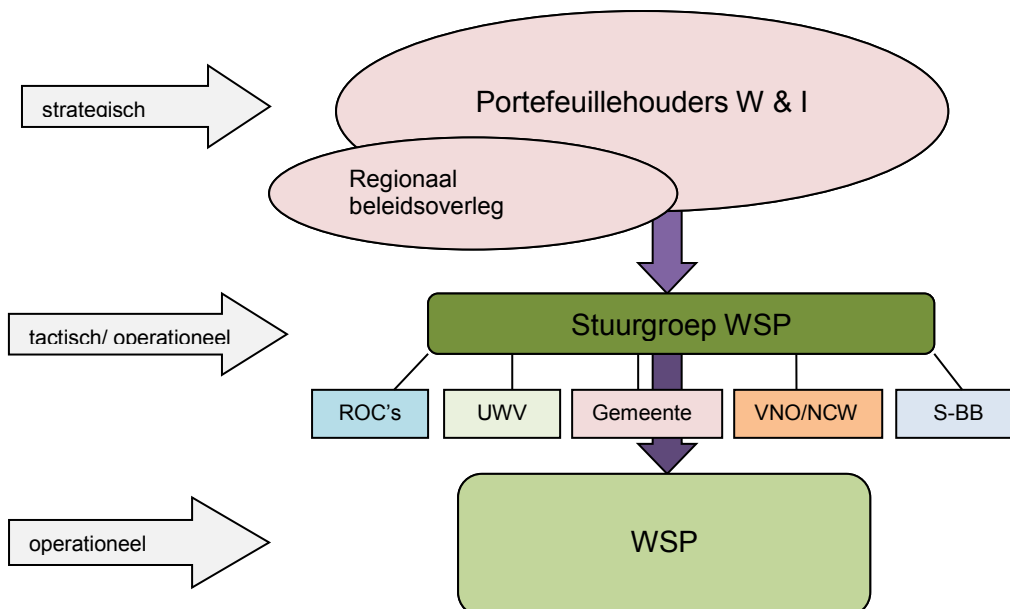 Portefeuillehouders W & I
strategisch
Regionaal
beleidsoverleg
Stuurgroep WSP
tactisch/ operationeel
ROC's
UWV
Gemeente
VNO/NCW
S-BB
WSP
operationeel